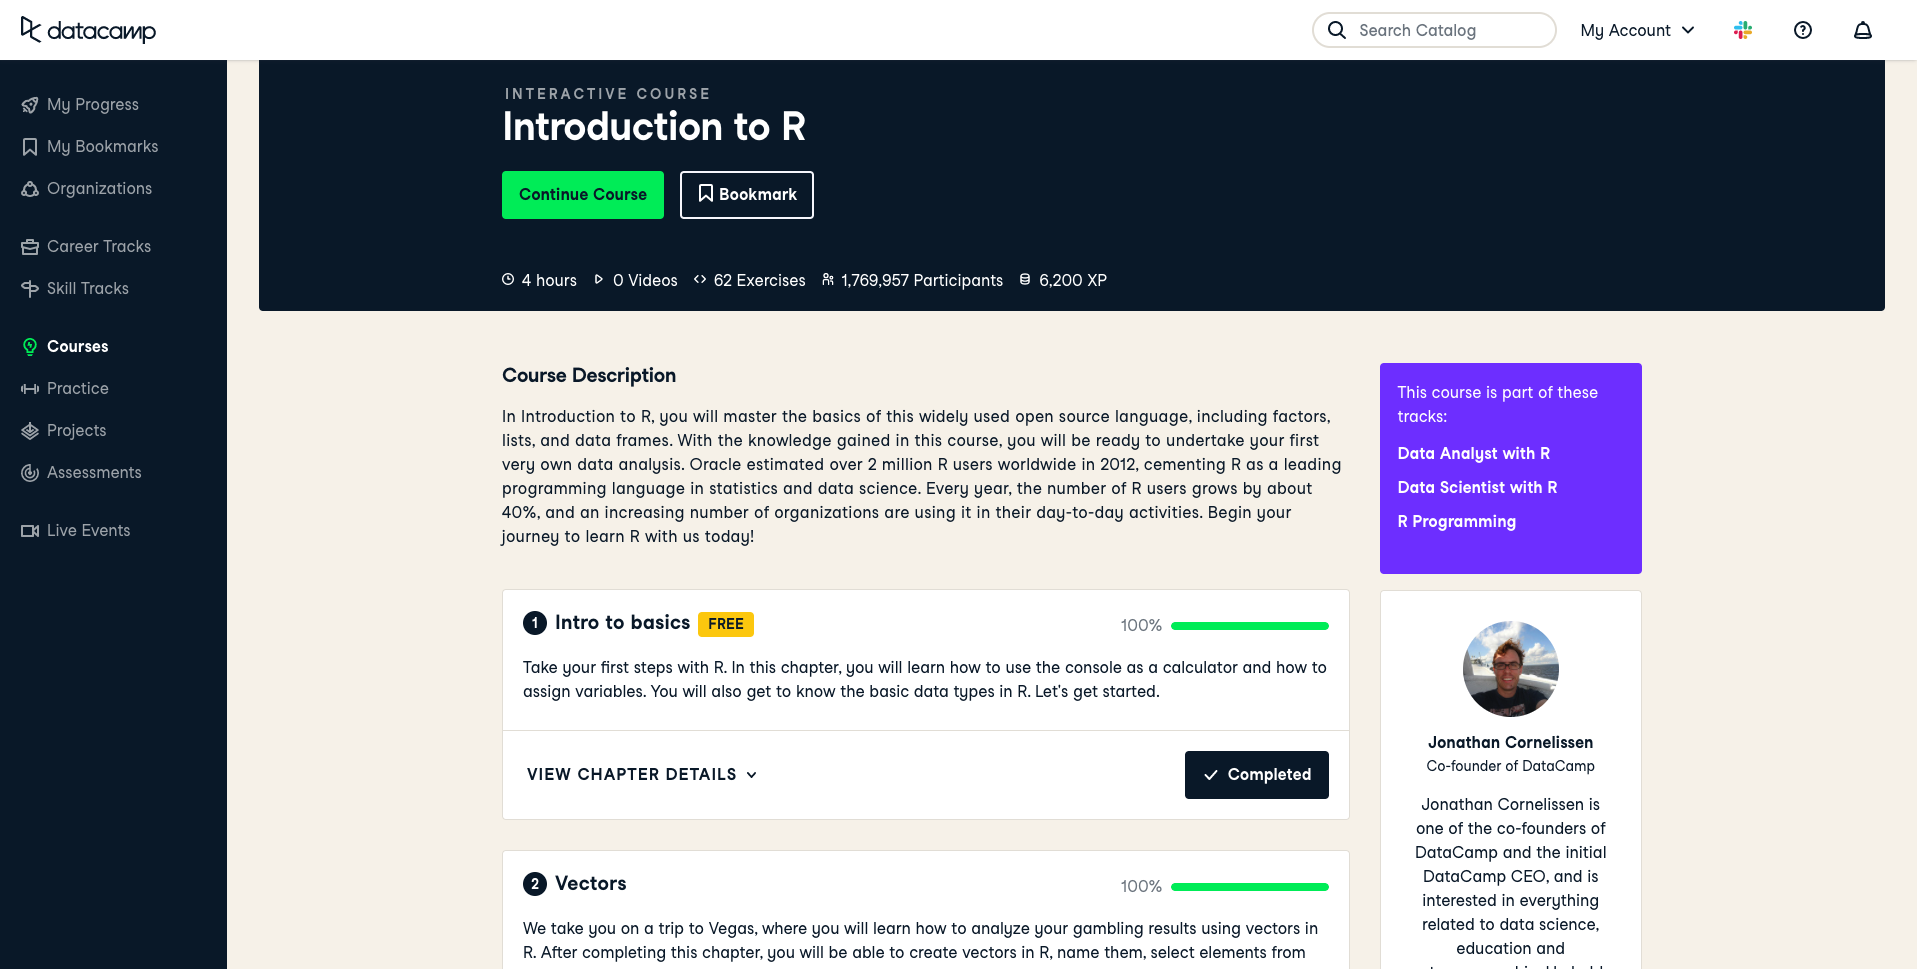 datacamp
Search Catalog
My Account
My Progress
My Bookmarks
Organizations
Career Tracks
Skill Tracks
Courses
Practice
Projects
Assessments
Live Events
INTERACTIVE COURSE
Introduction to R
Continue Course
Bookmark
4 hours 0 Videos 62 Exercises 1,769,957 Participants 6,200 XP
Course Description
In Introduction to R, you will master the basics of this widely used open source language, including factors,
lists, and data frames. With the knowledge gained in this course, you will be ready to undertake your first
very own data analysis. Oracle estimated over 2 million R users worldwide in 2012, cementing R as a leading
programming language in statistics and data science. Every year, the number of R users grows by about
40%, and an increasing number of organizations are using it in their day-to-day activities. Begin your
journey to learn R with us today!
1 Intro to basics FREE 100%
Take your first steps with R. In this chapter, you will learn how to use the console as a calculator and how to
assign variables. You will also get to know the basic data types in R. Let's get started.
VIEW CHAPTER DETAILS
Completed
2 Vectors 100%
We take you on a trip to Vegas, where you will learn how to analyze your gambling results using vectors in
R. After completing this chapter, you will be able to create vectors in R, name them, select elements from
This course is part of these
tracks:
Data Analyst with R
Data Scientist with R
R Programming
Jonathan Cornelissen
Co-founder of DataCamp
Jonathan Cornelissen is
one of the co-founders of
DataCamp and the initial
DataCamp CEO, and is
interested in everything
related to data science,
education and